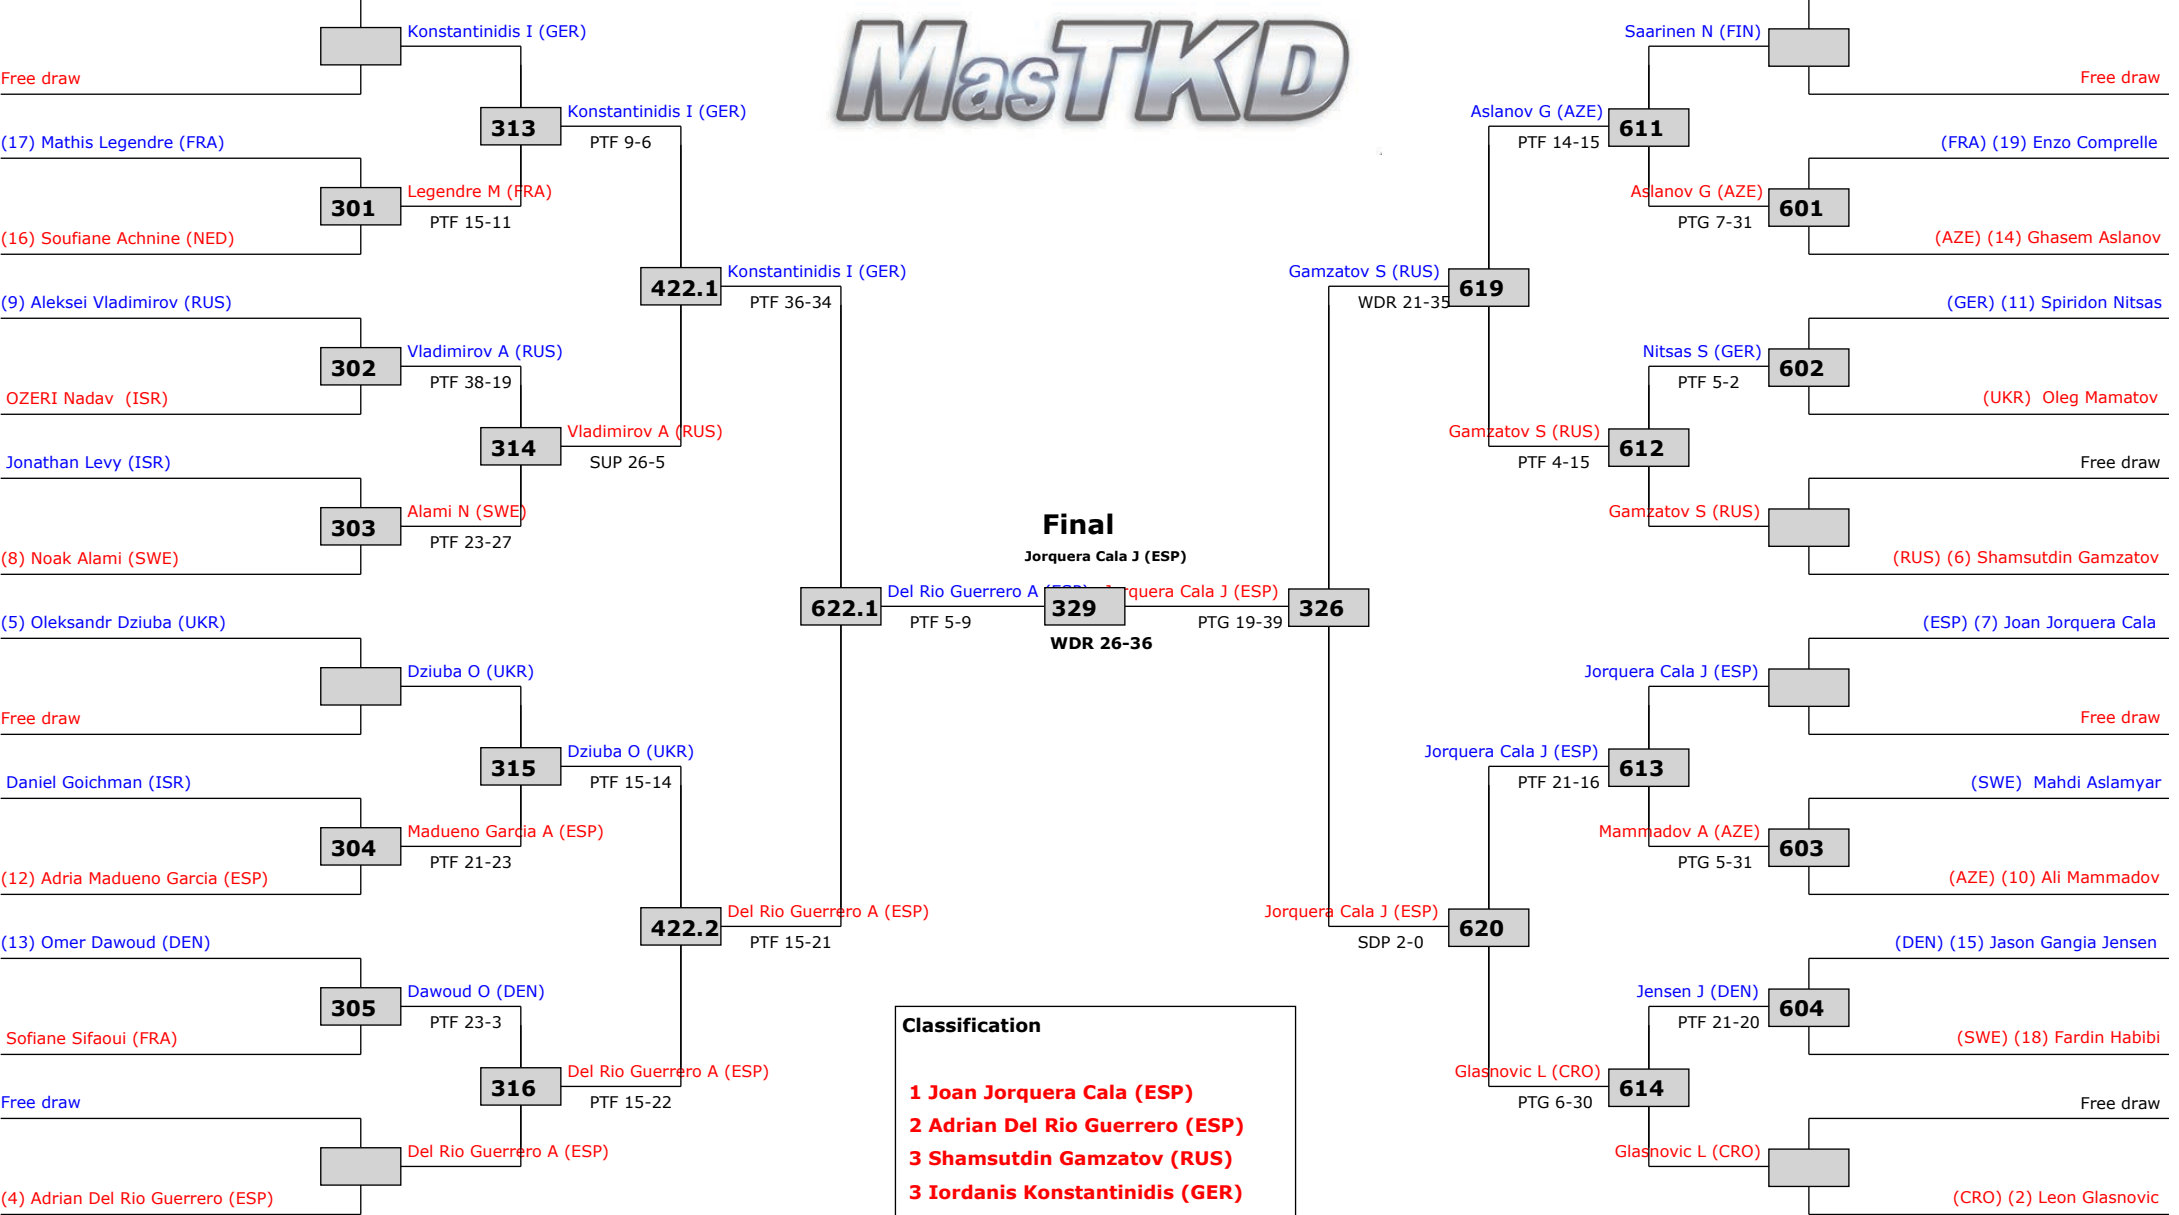 MasTKD
Konstantinidis I (GER)
Free draw
313
Konstantinidis I (GER)
PTF 9-6
(17) Mathis Legendre (FRA)
301
Legendre M (FRA)
PTF 15-11
(16) Soufiane Achnine (NED)
422.1
Konstantinidis I (GER)
PTF 36-34
(9) Aleksei Vladimirov (RUS)
302
Vladimirov A (RUS)
PTF 38-19
OZERI Nadav (ISR)
314
Vladimirov A (RUS)
SUP 26-5
Jonathan Levy (ISR)
303
Alami N (SWE)
PTF 23-27
(8) Noak Alami (SWE)
622.1
Del Rio Guerrero A
PTF 5-9
(5) Oleksandr Dziuba (UKR)
Dziuba O (UKR)
Free draw
315
Dziuba O (UKR)
PTF 15-14
Daniel Goichman (ISR)
304
Madueno Garcia A (ESP)
PTF 21-23
(12) Adria Madueno Garcia (ESP)
422.2
Del Rio Guerrero A (ESP)
PTF 15-21
(13) Omer Dawoud (DEN)
305
Dawoud O (DEN)
PTF 23-3
Sofiane Sifaoui (FRA)
316
Del Rio Guerrero A (ESP)
PTF 15-22
Free draw
Del Rio Guerrero A (ESP)
(4) Adrian Del Rio Guerrero (ESP)
Final
Jorquera Cala J (ESP)
329
WDR 26-36
Saarinen N (FIN)
Free draw
Aslanov G (AZE)
611
PTF 14-15
(FRA) (19) Enzo Comprelle
Aslanov G (AZE)
601
PTG 7-31
(AZE) (14) Ghasem Aslanov
Gamzatov S (RUS)
619
WDR 21-35
(GER) (11) Spiridon Nitsas
Nitsas S (GER)
602
PTF 5-2
(UKR) Oleg Mamatov
Gamzatov S (RUS)
612
PTF 4-15
Free draw
Gamzatov S (RUS)
(RUS) (6) Shamsutdin Gamzatov
rquera Cala J (ESP)
326
PTG 19-39
(ESP) (7) Joan Jorquera Cala
Jorquera Cala J (ESP)
Free draw
Jorquera Cala J (ESP)
613
PTF 21-16
(SWE) Mahdi Aslamyar
Mammadov A (AZE)
603
PTG 5-31
(AZE) (10) Ali Mammadov
Jorquera Cala J (ESP)
620
SDP 2-0
(DEN) (15) Jason Gangia Jensen
Jensen J (DEN)
604
PTF 21-20
(SWE) (18) Fardin Habibi
Glasnovic L (CRO)
614
PTG 6-30
Free draw
Glasnovic L (CRO)
(CRO) (2) Leon Glasnovic
Classification
1 Joan Jorquera Cala (ESP)
2 Adrian Del Rio Guerrero (ESP)
3 Shamsutdin Gamzatov (RUS)
3 Iordanis Konstantinidis (GER)